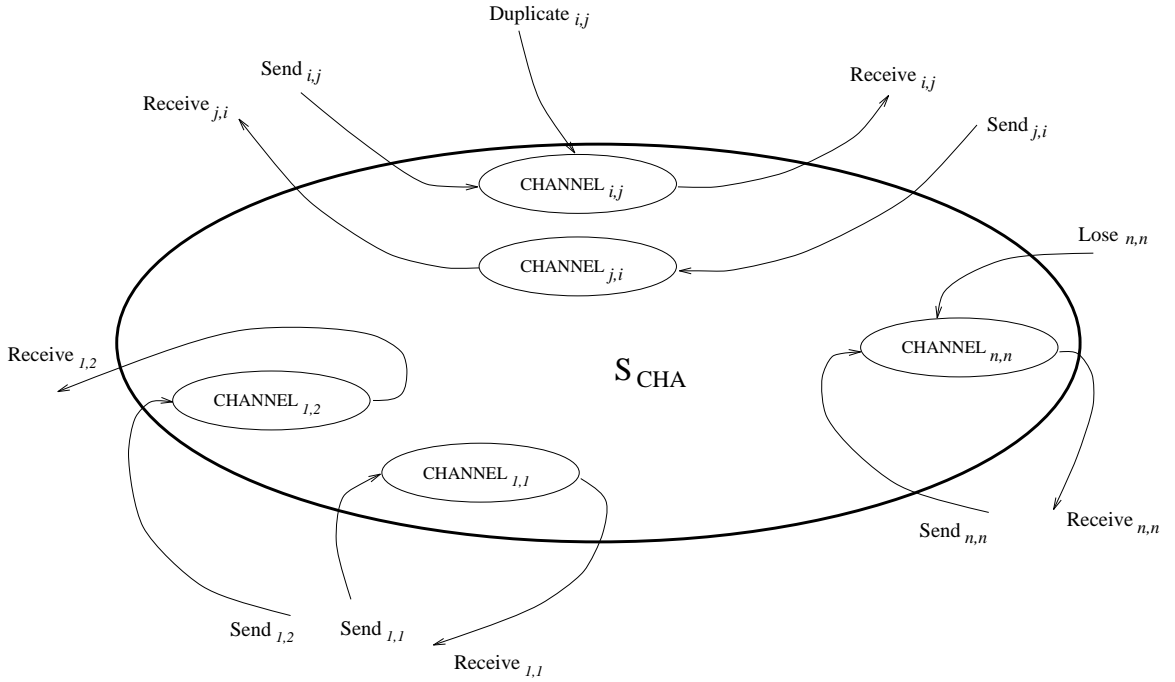 Duplicate i,j
Send i,j
Receive i,j
Receive j,i
Send j,i
CHANNEL i,j
Lose n,n
CHANNEL j,i
CHANNEL n,n
Receive 1,2
S CHA
CHANNEL 1,2
CHANNEL 1,1
Send n,n
Receive n,n
Send 1,2
Send 1,1
Receive 1,1